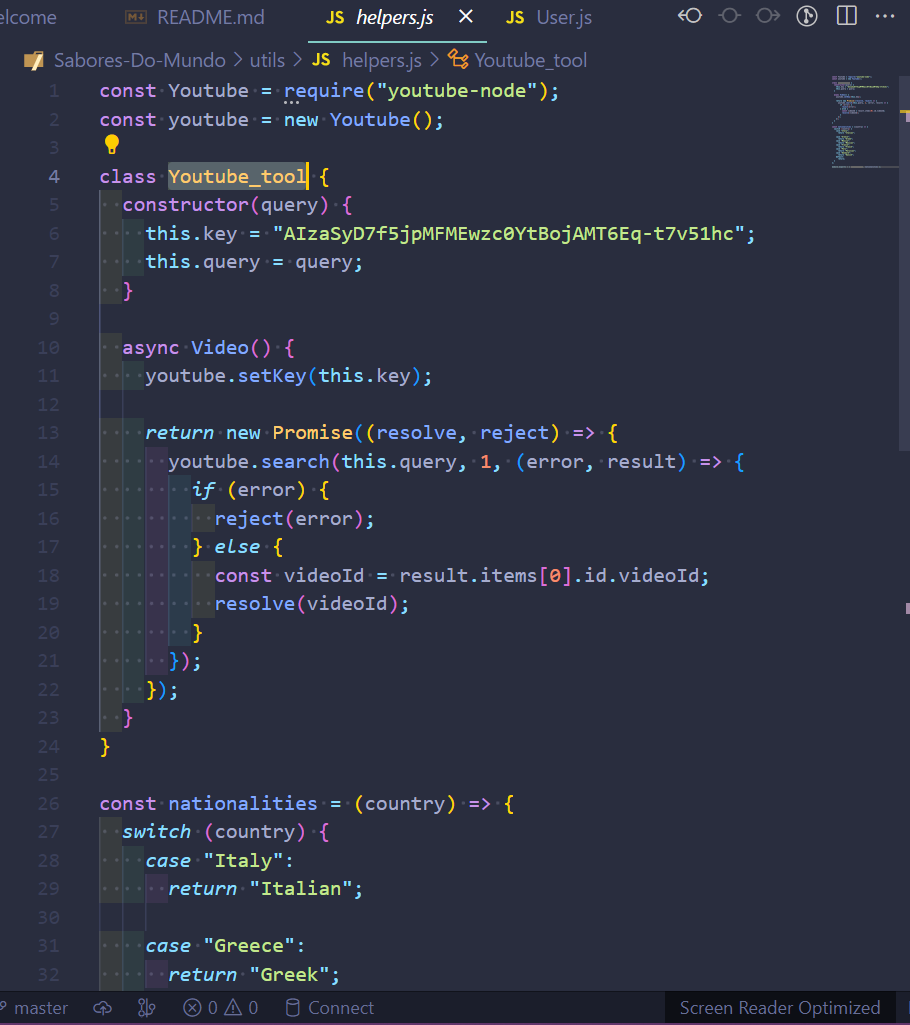 elcome README.md JS helpers.js JS User.js
Sabores-Do-Mundo > utils > JS helpers.js > Youtube_tool
1 const Youtube = require("youtube-node");
2 const youtube = new Youtube();
3
4 class Youtube_tool {
5 constructor(query) {
6 this.key = "AIzaSyD7f5jpMFMEwzc0YtBojAMT6Eq-t7v51hc";
7 this.query = query;
8 }
9
10 async Video() {
11 youtube.setKey(this.key);
12
13 return new Promise((resolve, reject) => {
14 youtube.search(this.query, 1, (error, result) => {
15 if (error) {
16 reject(error);
17 } else {
18 const videoId = result.items[0].id.videoId;
19 resolve(videoId);
20 }
21 });
22 });
23 }
24 }
25
26 const nationalities = (country) => {
27 switch (country) {
28 case "Italy":
29 return "Italian";
30
31 case "Greece":
32 return "Greek";
master 0 0 Connect Screen Reader Optimized